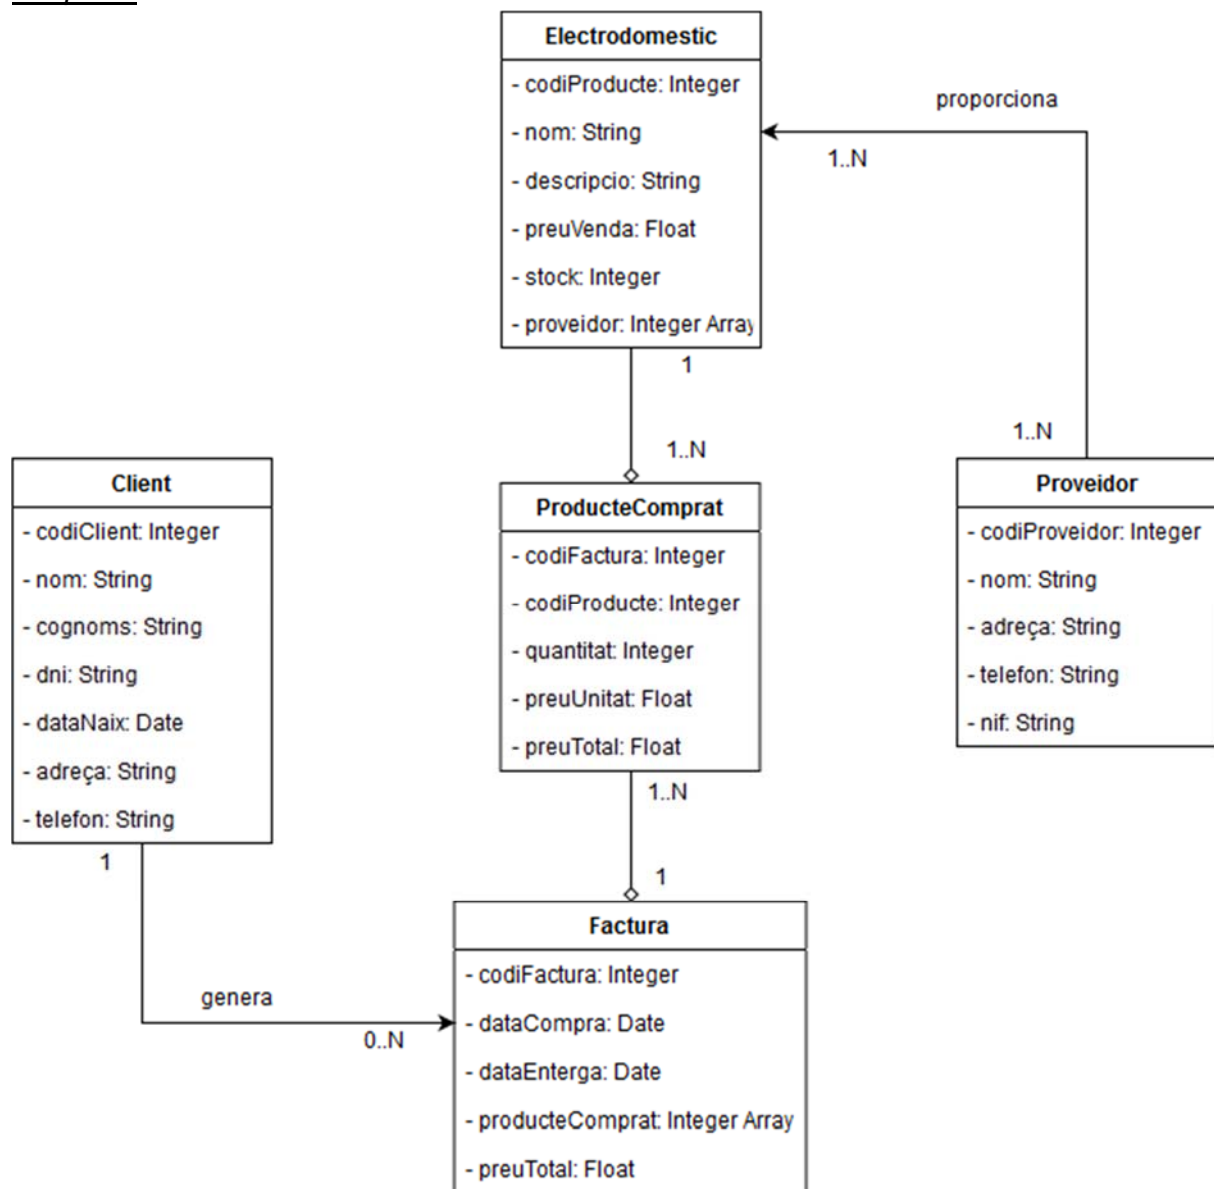 Electrodomestic
- codiProducte: Integer
- nom: String
- descripcio: String
- preuVenda: Float
- stock: Integer
- proveidor: Integer Array
proporciona
1..N
1
1..N
1..N
Client
- codiClient: Integer
- nom: String
- cognoms: String
- dni: String
- dataNaix: Date
- adreça: String
- telefon: String
1
ProducteComprat
- codiFactura: Integer
- codiProducte: Integer
- quantitat: Integer
- preuUnitat: Float
- preuTotal: Float
1..N
1
Proveidor
- codiProveidor: Integer
- nom: String
- adreça: String
- telefon: String
- nif: String
genera
0..N
Factura
- codiFactura: Integer
- dataCompra: Date
- dataEnterga: Date
- producteComprat: Integer Array
- preuTotal: Float